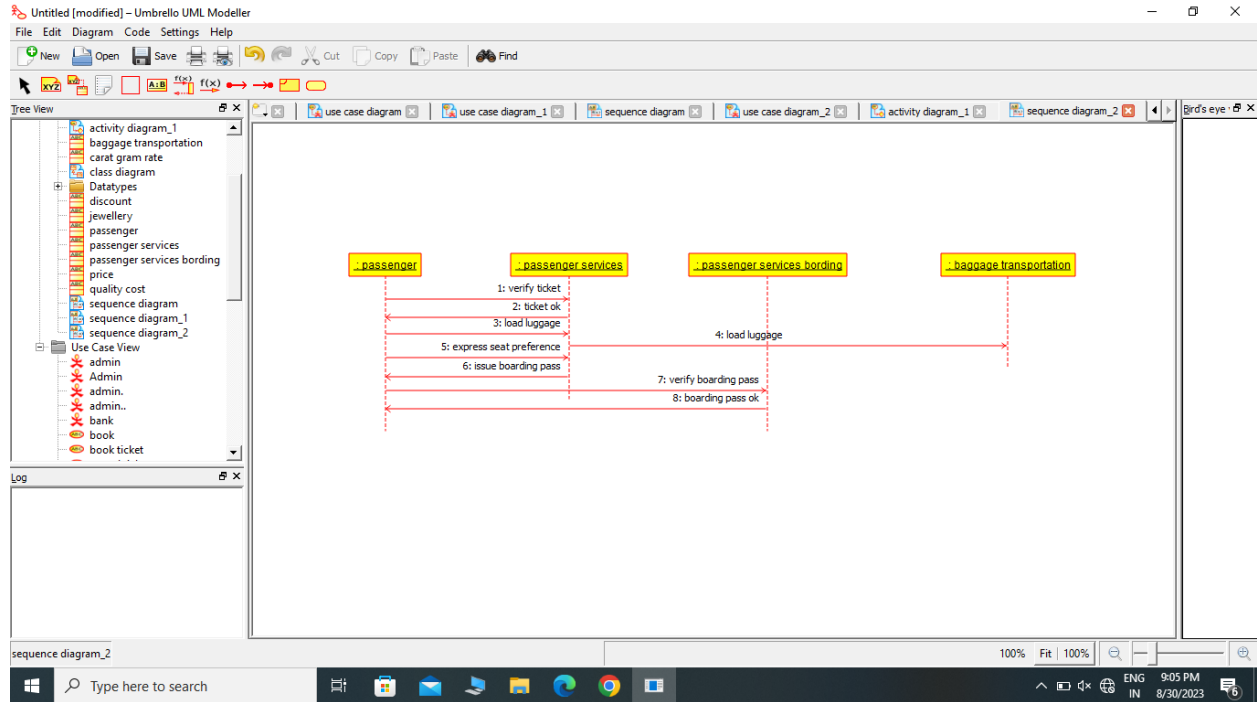 Untitled [modified] – Umbrello UML Modeller
File Edit Diagram Code Settings Help
New Open Save Cut Copy Paste Find
XYZ XYZ A:B f(x) f(x)
Tree View
use case diagram use case diagram_1 sequence diagram use case diagram_2 activity diagram_1 sequence diagram_2
Bird's eye
activity diagram_1
baggage transportation
carat gram rate
class diagram
Datatypes
discount
jewellery
passenger
passenger services
passenger services bording
price
quality cost
sequence diagram
sequence diagram_1
sequence diagram_2
Use Case View
admin
Admin
admin.
admin..
bank
book
book ticket
Log
. : passenger . : passenger services . : passenger services bording . : baggage transportation
1: verify ticket
2: ticket ok
3: load luggage
4: load luggage
5: express seat preference
6: issue boarding pass
7: verify boarding pass
8: boarding pass ok
sequence diagram_2
100% Fit 100%
Type here to search
ENG
IN
9:05 PM
8/30/2023
6